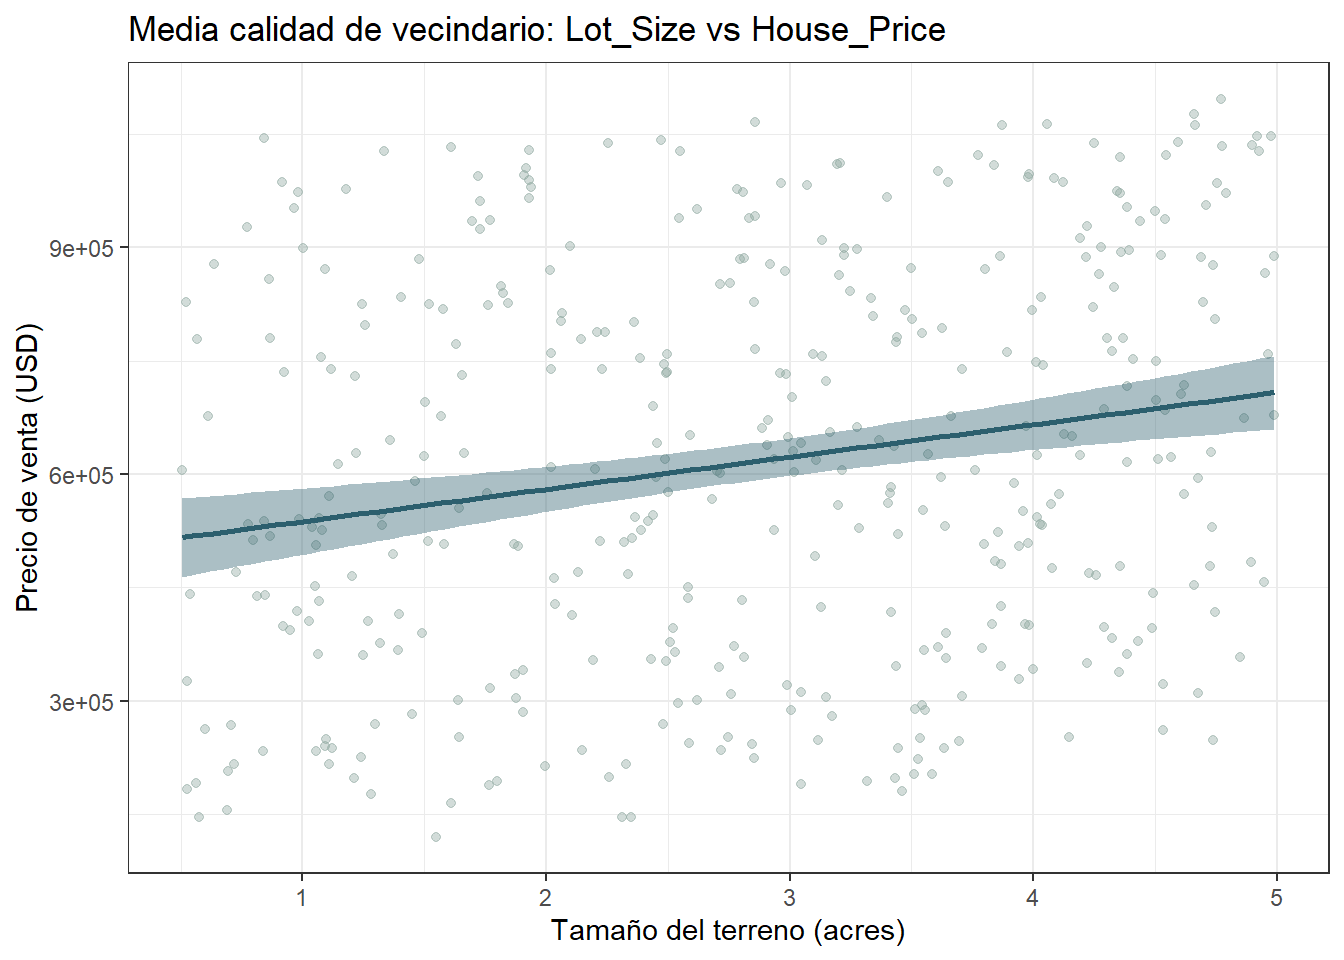 Media calidad de vecindario: Lot_Size vs House_Price
Precio de venta (USD)
9e+05
6e+05
3e+05
1 2 3 4 5
Tamaño del terreno (acres)